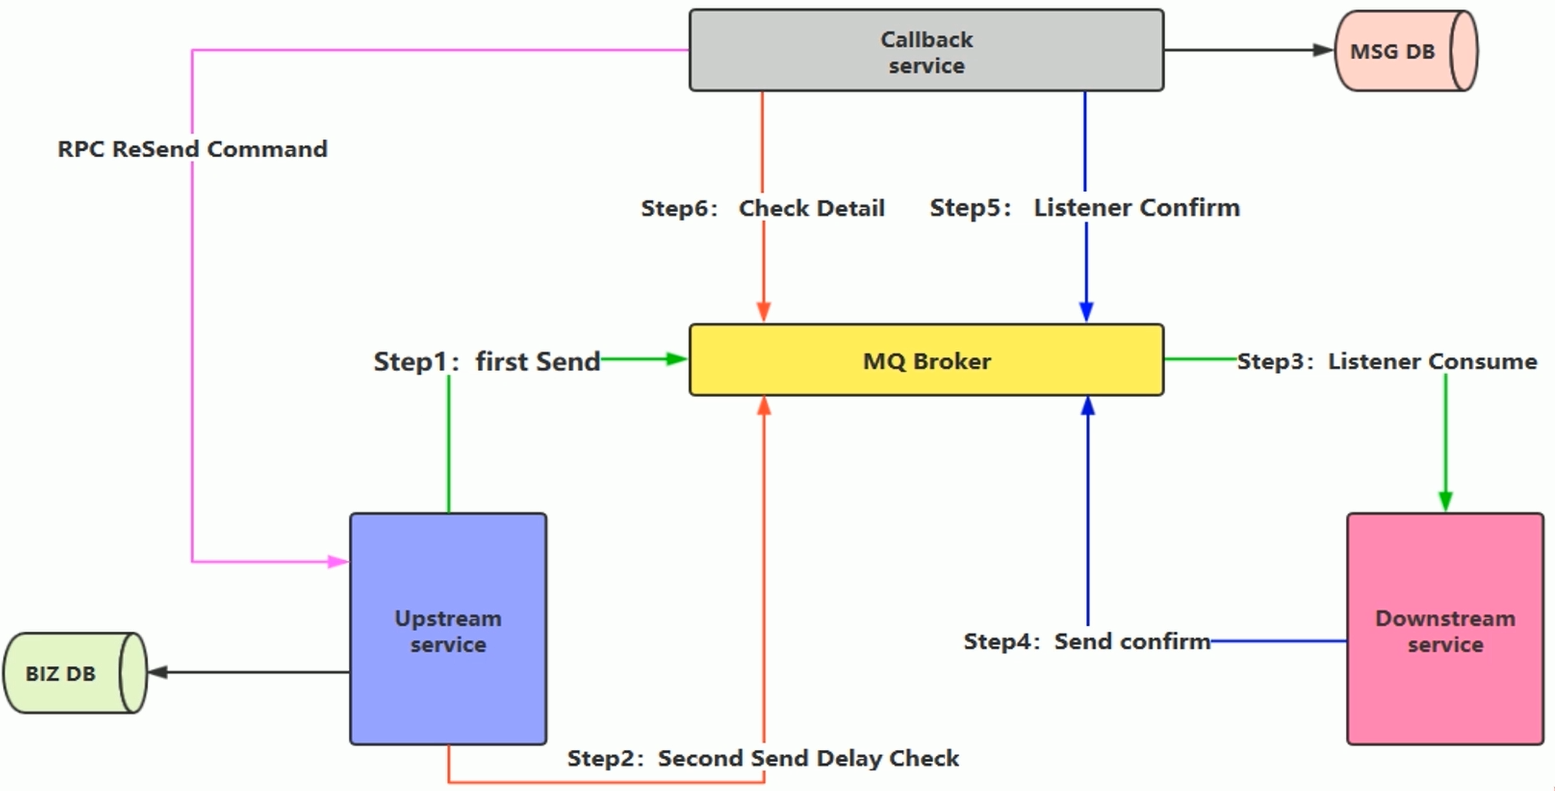 Callback
service
MSG DB
RPC ReSend Command
Step6： Check Detail
Step5： Listener Confirm
Step1：first Send
MQ Broker
Step3：Listener Consume
Upstream
service
Downstream
service
Step4：Send confirm
BIZ DB
Step2：Second Send Delay Check